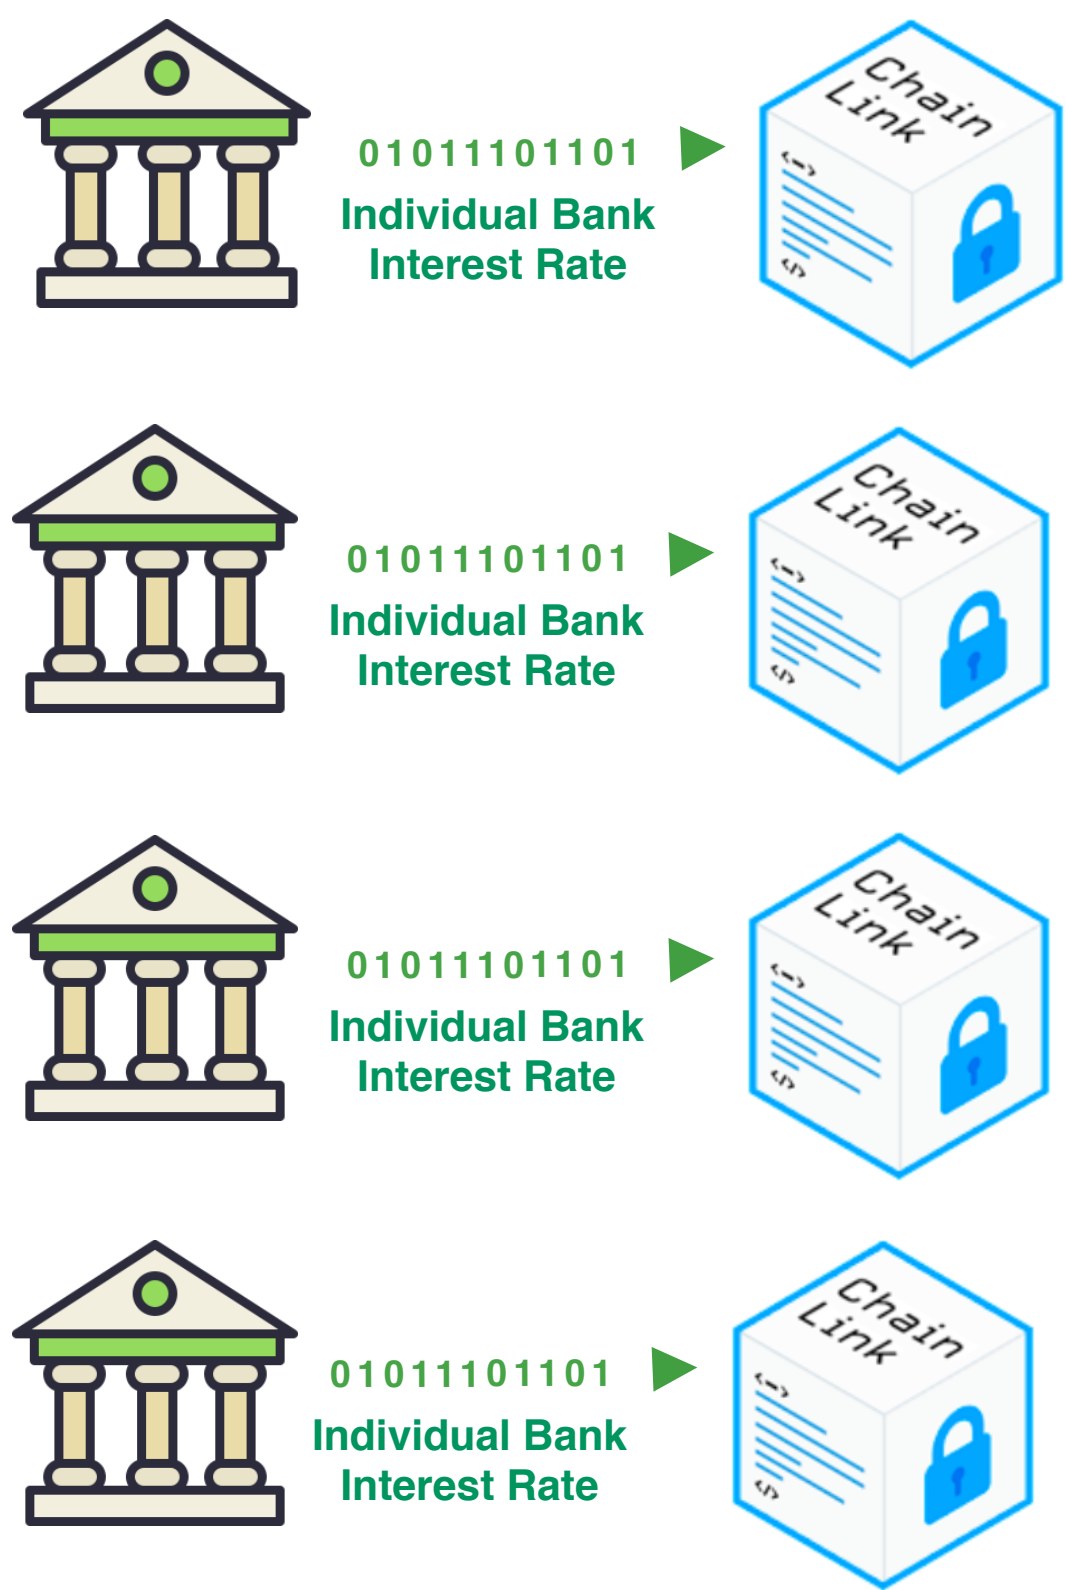 Chain
Link
01011101101
Individual Bank
Interest Rate
<->
</>
Chain
Link
01011101101
Individual Bank
Interest Rate
<->
</>
Chain
Link
01011101101
Individual Bank
Interest Rate
<->
</>
Chain
Link
01011101101
Individual Bank
Interest Rate
<->
</>